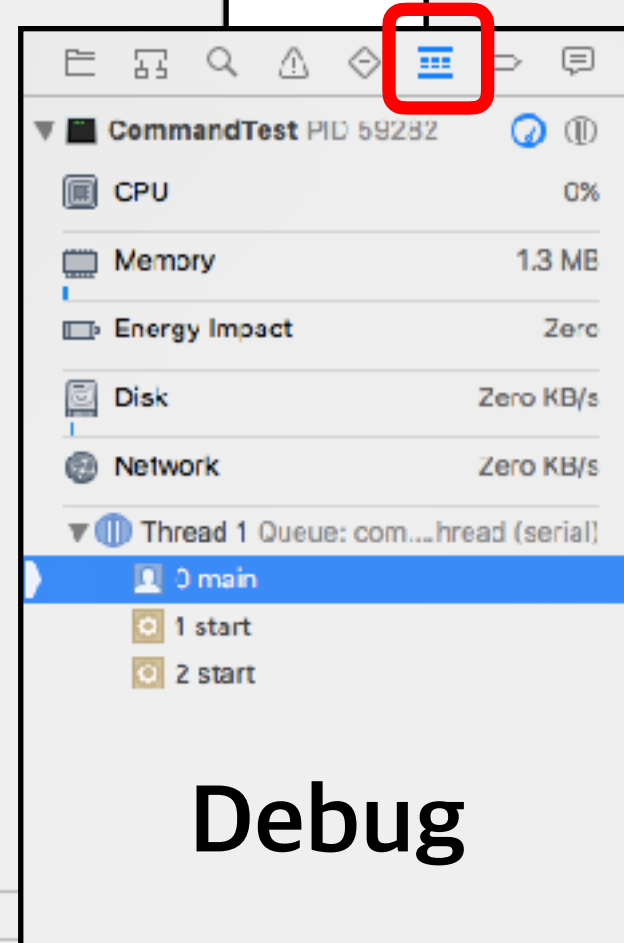 CommandTest PID 59282
CPU 0%
Memory 1.3 MB
Energy Impact Zero
Disk Zero KB/s
Network Zero KB/s
Thread 1 Queue: com....hread (serial)
0 main
1 start
2 start
Debug